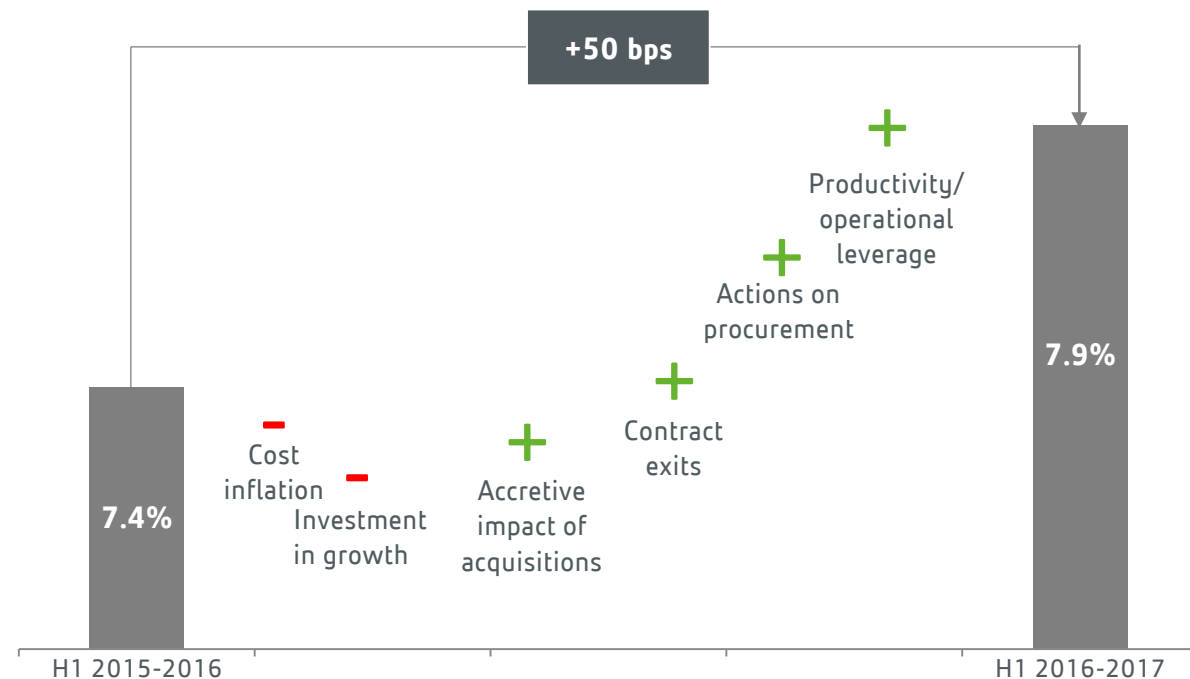 +50 bps
Productivity/
operational
leverage
Actions on
procurement
7.9%
Contract
exits
Cost
inflation
Accretive
impact of
acquisitions
7.4%
Investment
in growth
H1 2015-2016
H1 2016-2017